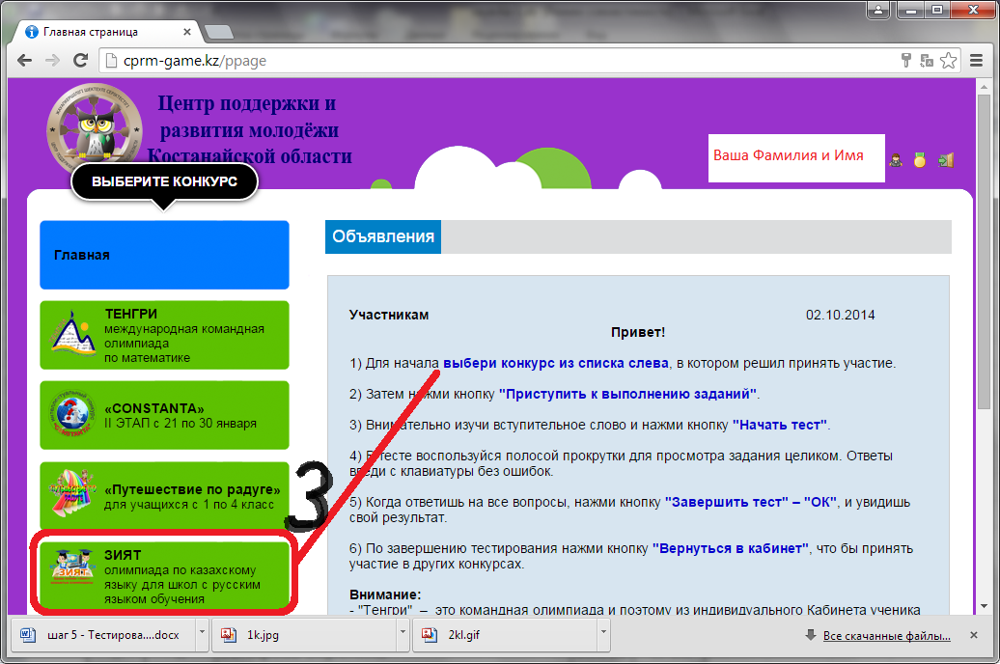 Главная страница
cprm-game.kz/ppage
Центр поддержки и
развития молодёжи
Костанайской области
ВЫБЕРИТЕ КОНКУРС
Ваша Фамилия и Имя
Главная
ТЕНГРИ
международная командная
олимпиада
по математике
«CONSTANTA»
II ЭТАП с 21 по 30 января
«Путешествие по радуге»
для учащихся с 1 по 4 класс
ЗИЯТ
олимпиада по казахскому
языку для школ с русским
языком обучения
3
Объявления
Участникам 02.10.2014
Привет!
1) Для начала выбери конкурс из списка слева, в котором решил принять участие.
2) Затем нажми кнопку "Приступить к выполнению заданий".
3) Внимательно изучи вступительное слово и нажми кнопку "Начать тест".
4) В тесте воспользуйся полосой прокрутки для просмотра задания целиком. Ответы
введи с клавиатуры без ошибок.
5) Когда ответишь на все вопросы, нажми кнопку "Завершить тест" – "ОК", и увидишь
свой результат.
6) По завершению тестирования нажми кнопку "Вернуться в кабинет", что бы принять
участие в других конкурсах.
Внимание:
- "Тенгри" – это командная олимпиада и поэтому из индивидуального Кабинета ученика
шаг 5 - Тестирова....docx
1k.jpg
2kl.gif
Все скачанные файлы...